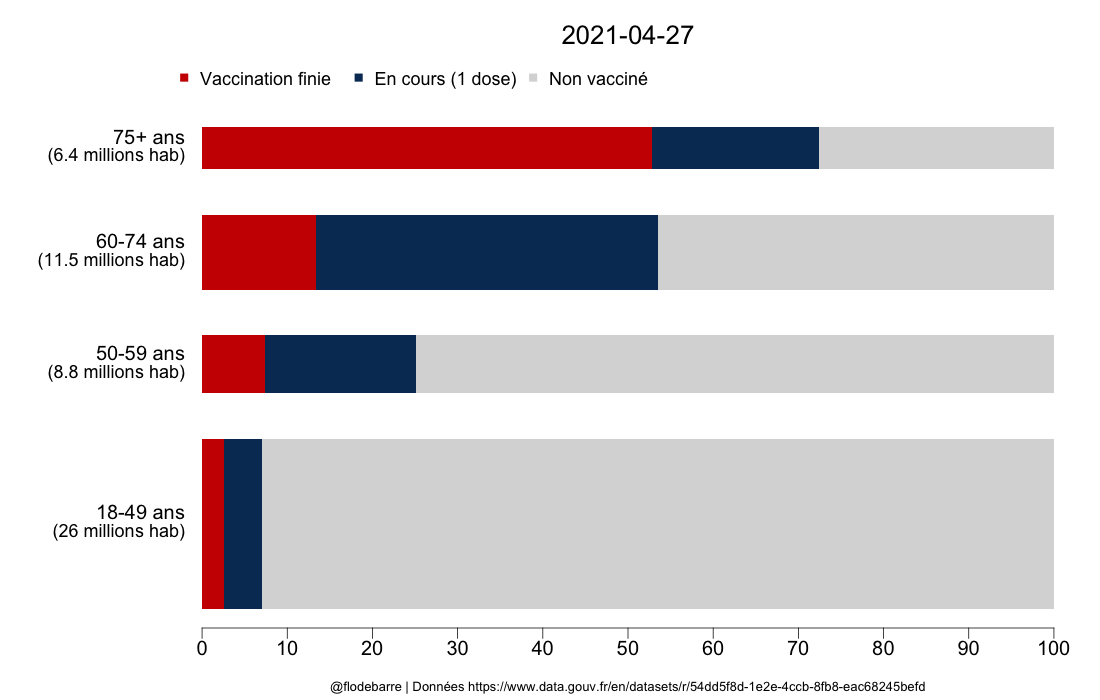 2021-04-27
Vaccination finie En cours (1 dose) Non vacciné
75+ ans
(6.4 millions hab)
60-74 ans
(11.5 millions hab)
50-59 ans
(8.8 millions hab)
18-49 ans
(26 millions hab)
0 10 20 30 40 50 60 70 80 90 100
@flodebarre | Données https://www.data.gouv.fr/en/datasets/r/54dd5f8d-1e2e-4ccb-8fb8-eac68245befd